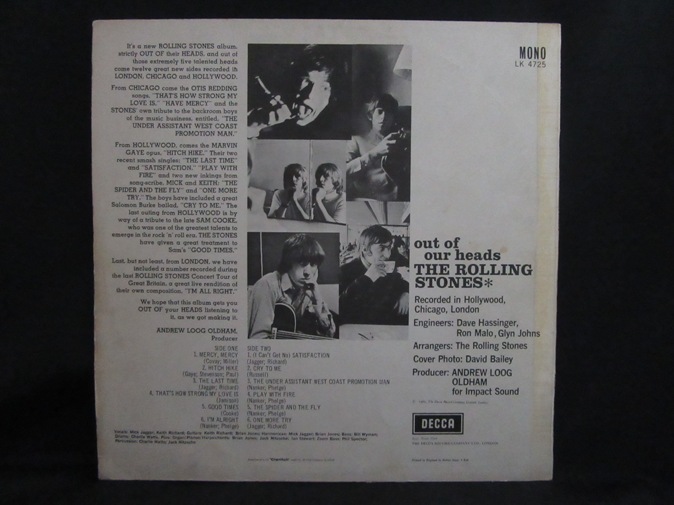 It's a new ROLLING STONES album,
strictly OUT of their HEADS, and out of
those extremely five talented heads
come twelve great new sides recorded in
LONDON, CHICAGO and HOLLYWOOD.
From CHICAGO come the OTIS REDDING
songs, "THAT'S HOW STRONG MY
LOVE IS," "HAVE MERCY" and the
STONES' own tribute to the backroom boys
of the music business, entitled, "THE
UNDER ASSISTANT WEST COAST
PROMOTION MAN."
From HOLLYWOOD, comes the MARVIN
GAYE opus, "HITCH HIKE." Their two
recent smash singles: "THE LAST TIME"
and "SATISFACTION," "PLAY WITH
FIRE" and two new inkings from
song-scribe, MICK and KEITH: "THE
SPIDER AND THE FLY" and "ONE MORE
TRY." The boys have included a great
Salomon Burke ballad, "CRY TO ME." The
last outing from HOLLYWOOD is by
way of a tribute to the late SAM COOKE,
who was one of the greatest talents to
emerge in the rock 'n' roll era. THE STONES
have given a great treatment to
Sam's "GOOD TIMES."
Last, but not least, from LONDON, we have
included a number recorded during
the last ROLLING STONES Concert Tour of
Great Britain, a great live rendition of
their own composition, "I'M ALL RIGHT."
We hope that this album gets you
OUT of your HEADS listening to
it, as we got making it.
ANDREW LOOG OLDHAM,
Producer
SIDE ONE
1. MERCY, MERCY
(Covay; Miller)
2. HITCH HIKE
(Gaye; Stevenson; Paul)
3. THE LAST TIME
(Jagger; Richard)
4. THAT'S HOW STRONG MY LOVE IS
(Jamison)
5. GOOD TIMES
(Cooke)
6. I'M ALRIGHT
(Nanker, Phelge)
SIDE TWO
1. (I Can't Get No) SATISFACTION
(Jagger; Richard)
2. CRY TO ME
(Russell)
3. THE UNDER ASSISTANT WEST COAST PROMOTION MAN
(Nanker, Phelge)
4. PLAY WITH FIRE
(Nanker, Phelge)
5. THE SPIDER AND THE FLY
(Nanker, Phelge)
6. ONE MORE TRY
(Jagger; Richard)
MONO
LK 4725
out of
our heads
THE ROLLING
STONES*
Recorded in Hollywood,
Chicago, London
Engineers: Dave Hassinger,
Ron Malo, Glyn Johns
Arrangers: The Rolling Stones
Cover Photo: David Bailey
Producer: ANDREW LOOG
OLDHAM
for Impact Sound
DECCA